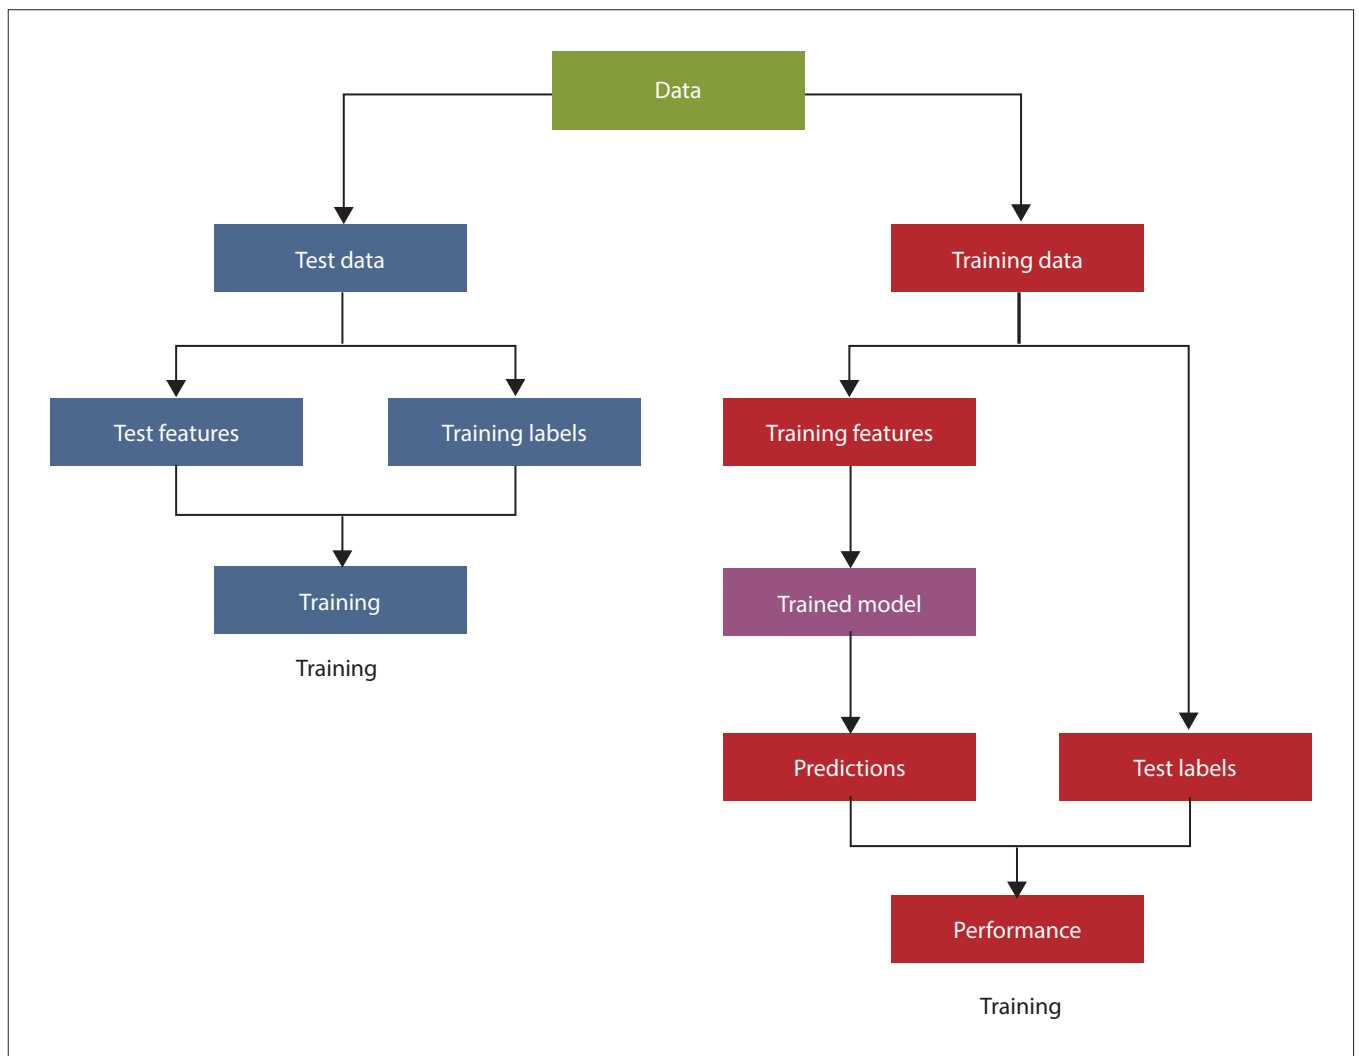 Data
Test data
Training data
Test features
Training labels
Training features
Training
Trained model
Training
Predictions
Test labels
Performance
Training